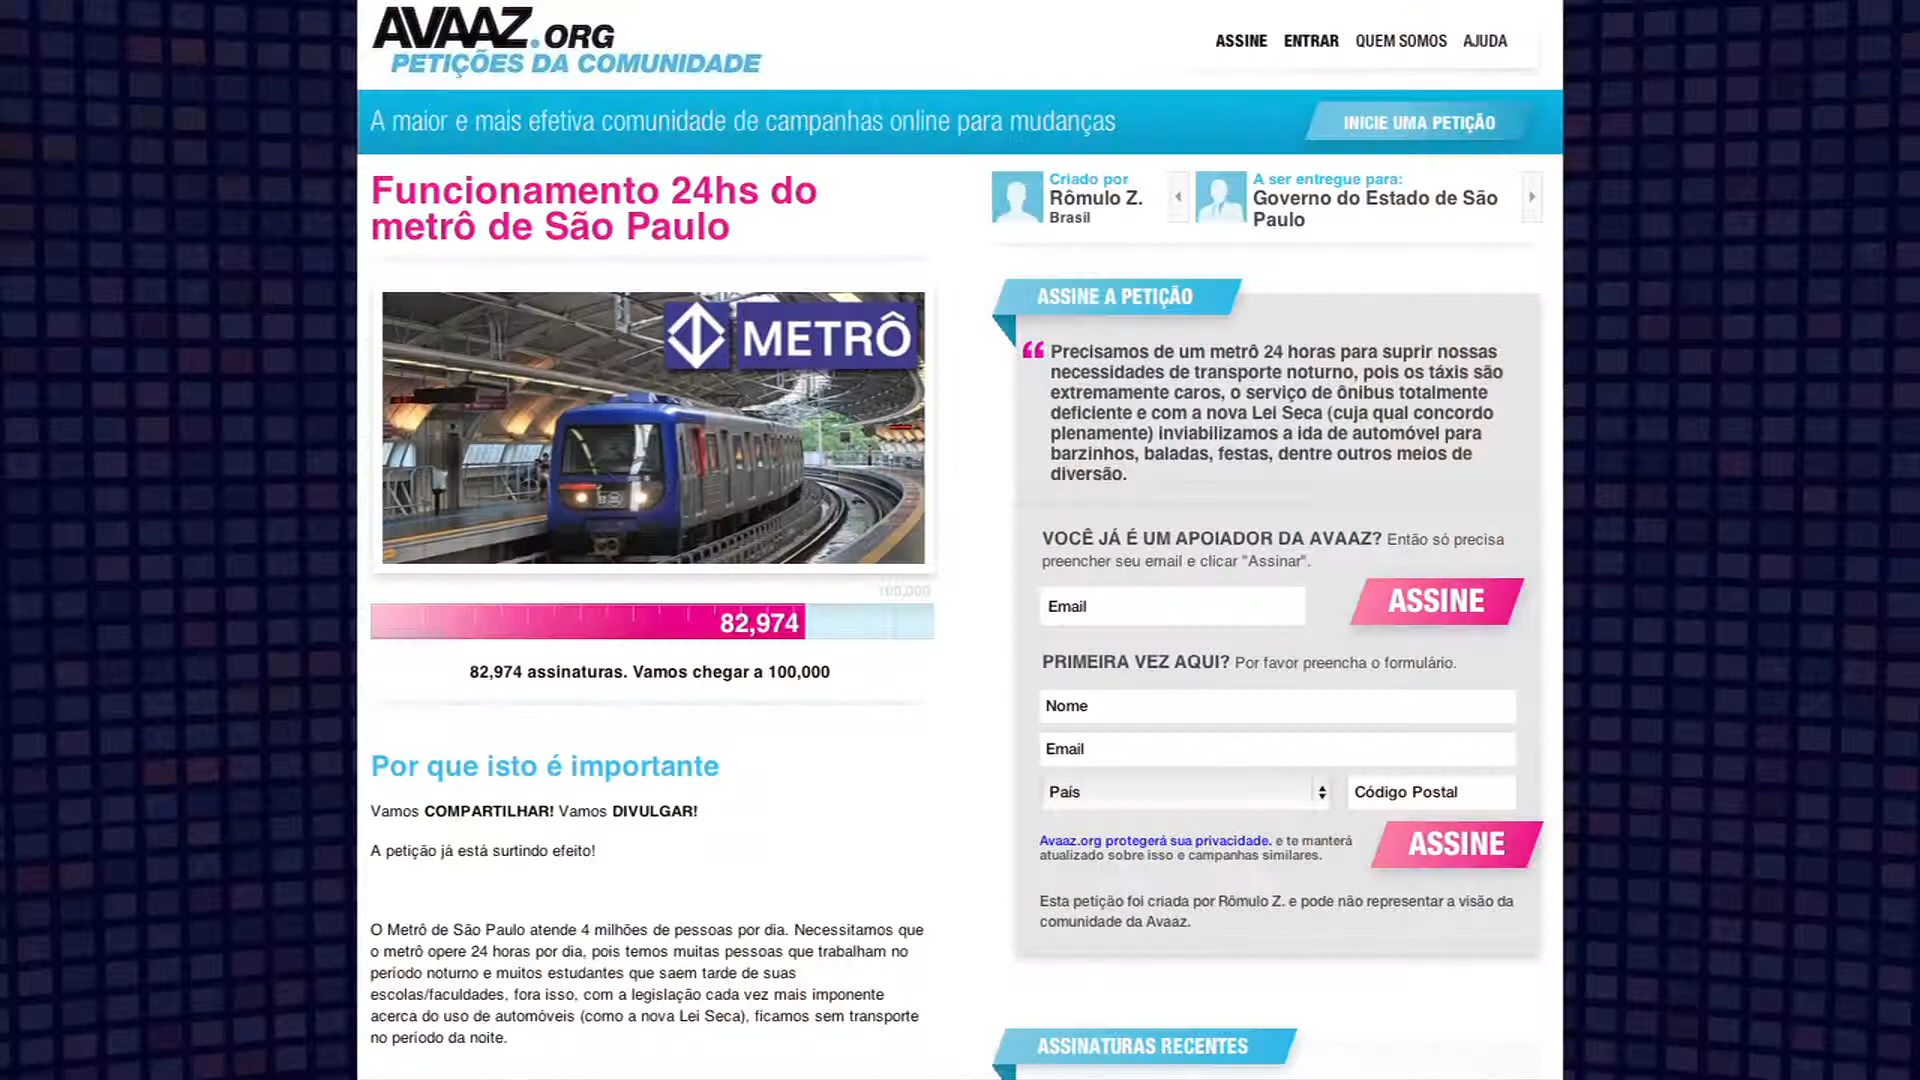 AVAAZ.ORG
PETIÇÕES DA COMUNIDADE
ASSINE ENTRAR QUEM SOMOS AJUDA
A maior e mais efetiva comunidade de campanhas online para mudanças
INICIE UMA PETIÇÃO
Funcionamento 24hs do
metrô de São Paulo
METRÔ
100,000
82,974
82,974 assinaturas. Vamos chegar a 100,000
Por que isto é importante
Vamos COMPARTILHAR! Vamos DIVULGAR!
A petição já está surtindo efeito!
O Metrô de São Paulo atende 4 milhões de pessoas por dia. Necessitamos que
o metrô opere 24 horas por dia, pois temos muitas pessoas que trabalham no
período noturno e muitos estudantes que saem tarde de suas
escolas/faculdades, fora isso, com a legislação cada vez mais imponente
acerca do uso de automóveis (como a nova Lei Seca), ficamos sem transporte
no período da noite.
Criado por
Rômulo Z.
Brasil
A ser entregue para:
Governo do Estado de São
Paulo
ASSINE A PETIÇÃO
Precisamos de um metrô 24 horas para suprir nossas
necessidades de transporte noturno, pois os táxis são
extremamente caros, o serviço de ônibus totalmente
deficiente e com a nova Lei Seca (cuja qual concordo
plenamente) inviabilizamos a ida de automóvel para
barzinhos, baladas, festas, dentre outros meios de
diversão.
VOCÊ JÁ É UM APOIADOR DA AVAAZ? Então só precisa
preencher seu email e clicar "Assinar".
Email
ASSINE
PRIMEIRA VEZ AQUI? Por favor preencha o formulário.
Nome
Email
País
Código Postal
Avaaz.org protegerá sua privacidade. e te manterá
atualizado sobre isso e campanhas similares.
ASSINE
Esta petição foi criada por Rômulo Z. e pode não representar a visão da
comunidade da Avaaz.
ASSINATURAS RECENTES